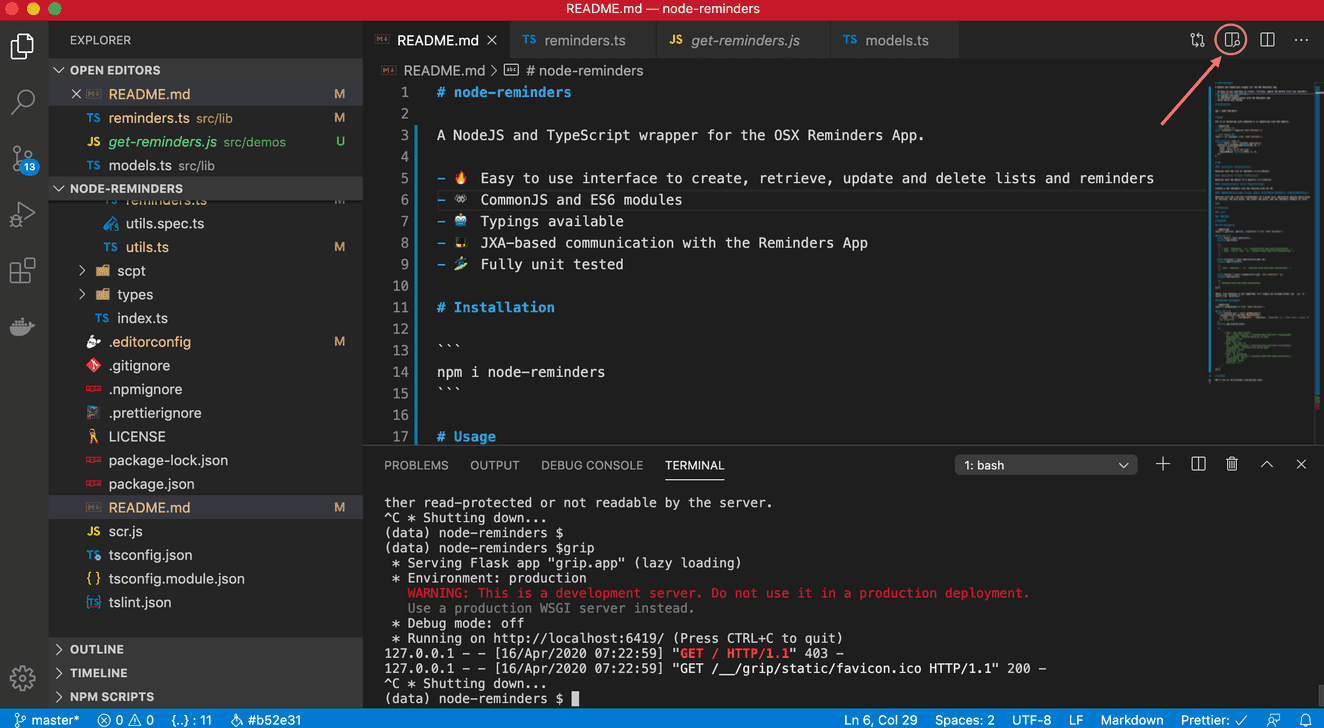 README.md — node-reminders
EXPLORER
OPEN EDITORS
README.md M
TS reminders.ts src/lib M
JS get-reminders.js src/demos U
TS models.ts src/lib
13
NODE-REMINDERS
TS reminders.ts M
utils.spec.ts
TS utils.ts M
scpt
types
TS index.ts
.editorconfig M
.gitignore
.npmignore
.prettierignore
LICENSE
package-lock.json
package.json
README.md M
JS scr.js
tsconfig.json
{ } tsconfig.module.json
tslint.json
OUTLINE
TIMELINE
NPM SCRIPTS
README.md
TS reminders.ts
JS get-reminders.js
TS models.ts
README.md > abc # node-reminders
1 # node-reminders
2
3 A NodeJS and TypeScript wrapper for the OSX Reminders App.
4
5 - 🔥 Easy to use interface to create, retrieve, update and delete lists and reminders
6 - CommonJS and ES6 modules
7 - 🤖 Typings available
8 - JXA-based communication with the Reminders App
9 - 🏄 Fully unit tested
10
11 # Installation
12
13 ```
14 npm i node-reminders
15 ```
16
17 # Usage
PROBLEMS OUTPUT DEBUG CONSOLE TERMINAL
1: bash
ther read-protected or not readable by the server.
^C * Shutting down...
(data) node-reminders $
(data) node-reminders $grip
* Serving Flask app "grip.app" (lazy loading)
* Environment: production
WARNING: This is a development server. Do not use it in a production deployment.
Use a production WSGI server instead.
* Debug mode: off
* Running on http://localhost:6419/ (Press CTRL+C to quit)
127.0.0.1 - - [16/Apr/2020 07:22:59] "GET / HTTP/1.1" 403 -
127.0.0.1 - - [16/Apr/2020 07:22:59] "GET /__/grip/static/favicon.ico HTTP/1.1" 200 -
^C * Shutting down...
(data) node-reminders $
master* 0 0 {..} : 11 #b52e31 Ln 6, Col 29 Spaces: 2 UTF-8 LF Markdown Prettier: ✓